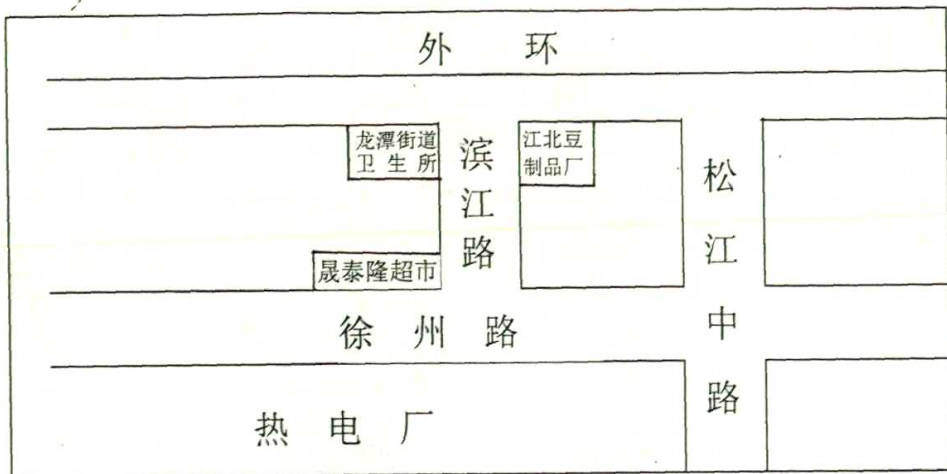 外环
龙潭街道
卫生所
滨江路
江北豆
制品厂
松江中路
晟泰隆超市
徐州路
热电厂